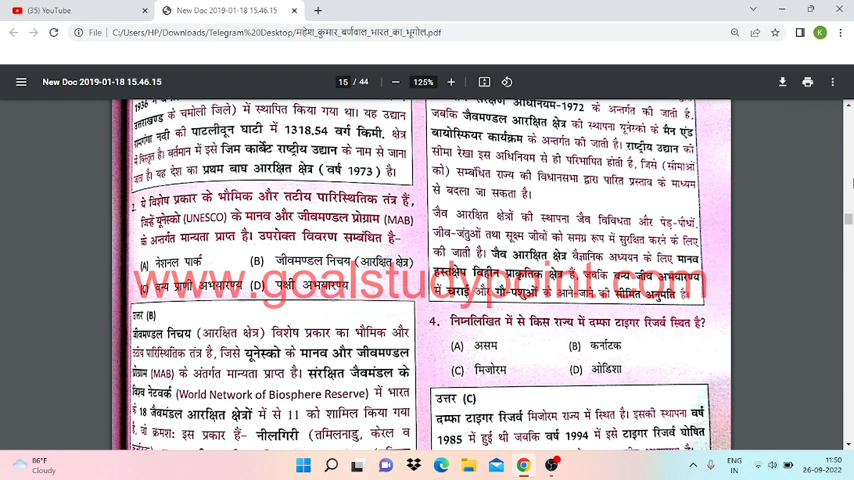 (35) YouTube
New Doc 2019-01-18 15.46.15
File
C:/Users/HP/Downloads/Telegram%20Desktop/महेश_कुमार_बर्णवाल_भारत_का_भूगोल.pdf
K
New Doc 2019-01-18 15.46.15
15 / 44
125%
1936 में
उत्तराखण्ड के चमोली जिले) में स्थापित किया गया था। यह उद्यान
रामगंगा नदी की पाटलीदून घाटी में 1318.54 वर्ग किमी. क्षेत्र
में विस्तृत है। वर्तमान में इसे जिम कार्बेट राष्ट्रीय उद्यान के नाम से जाना
जाता है। यह देश का प्रथम बाघ आरक्षित क्षेत्र (वर्ष 1973) है।
2. ये विशेष प्रकार के भौमिक और तटीय पारिस्थितिक तंत्र हैं,
जिन्हें यूनेस्को (UNESCO) के मानव और जीवमण्डल प्रोग्राम (MAB)
के अंतर्गत मान्यता प्राप्त है। उपरोक्त विवरण सम्बंधित है–
(A) नेशनल पार्क (B) जीवमण्डल निचय (आरक्षित क्षेत्र)
(C) वन्य प्राणी अभयारण्य (D) पक्षी अभयारण्य
उत्तर (B)
जीवमण्डल निचय (आरक्षित क्षेत्र) विशेष प्रकार का भौमिक और
तटीय पारिस्थितिक तंत्र है, जिसे यूनेस्को के मानव और जीवमण्डल
प्रोग्राम (MAB) के अंतर्गत मान्यता प्राप्त है। संरक्षित जैवमंडल के
विश्व नेटवर्क (World Network of Biosphere Reserve) में भारत
के 18 जैवमंडल आरक्षित क्षेत्रों में से 11 को शामिल किया गया
है, जो क्रमश: इस प्रकार हैं– नीलगिरी (तमिलनाडु, केरल व
संरक्षण अधिनियम-1972 के अन्तर्गत की जाती है,
जबकि जैवमण्डल आरक्षित क्षेत्र की स्थापना यूनेस्को के मैन एंड
बायोस्फियर कार्यक्रम के अन्तर्गत की जाती है। राष्ट्रीय उद्यान की
सीमा रेखा इस अधिनियम से ही परिभाषित होती है, जिसे (सीमाओं
को) सम्बंधित राज्य की विधानसभा द्वारा पारित प्रस्ताव के माध्यम
से बदला जा सकता है।
जैव आरक्षित क्षेत्रों की स्थापना जैव विविधता और पेड़-पौधों,
जीव-जंतुओं तथा सूक्ष्म जीवों को समग्र रूप में सुरक्षित करने के लिए
की जाती है। जैव आरक्षित क्षेत्र वैज्ञानिक अध्ययन के लिए मानव
हस्तक्षेप विहीन प्राकृतिक क्षेत्र है, जबकि वन्य जीव अभयारण्य
में चराई और गौ-पशुओं के आने-जाने की सीमित अनुमति है।
4. निम्नलिखित में से किस राज्य में दम्फा टाइगर रिजर्व स्थित है?
(A) असम (B) कर्नाटक
(C) मिजोरम (D) ओडिशा
उत्तर (C)
दम्फा टाइगर रिजर्व मिजोरम राज्य में स्थित है। इसकी स्थापना वर्ष
1985 में हुई थी जबकि वर्ष 1994 में इसे टाइगर रिजर्व घोषित
www.goalstudypoint.com
86°F
Cloudy
ENG
IN
11:50
26-09-2022